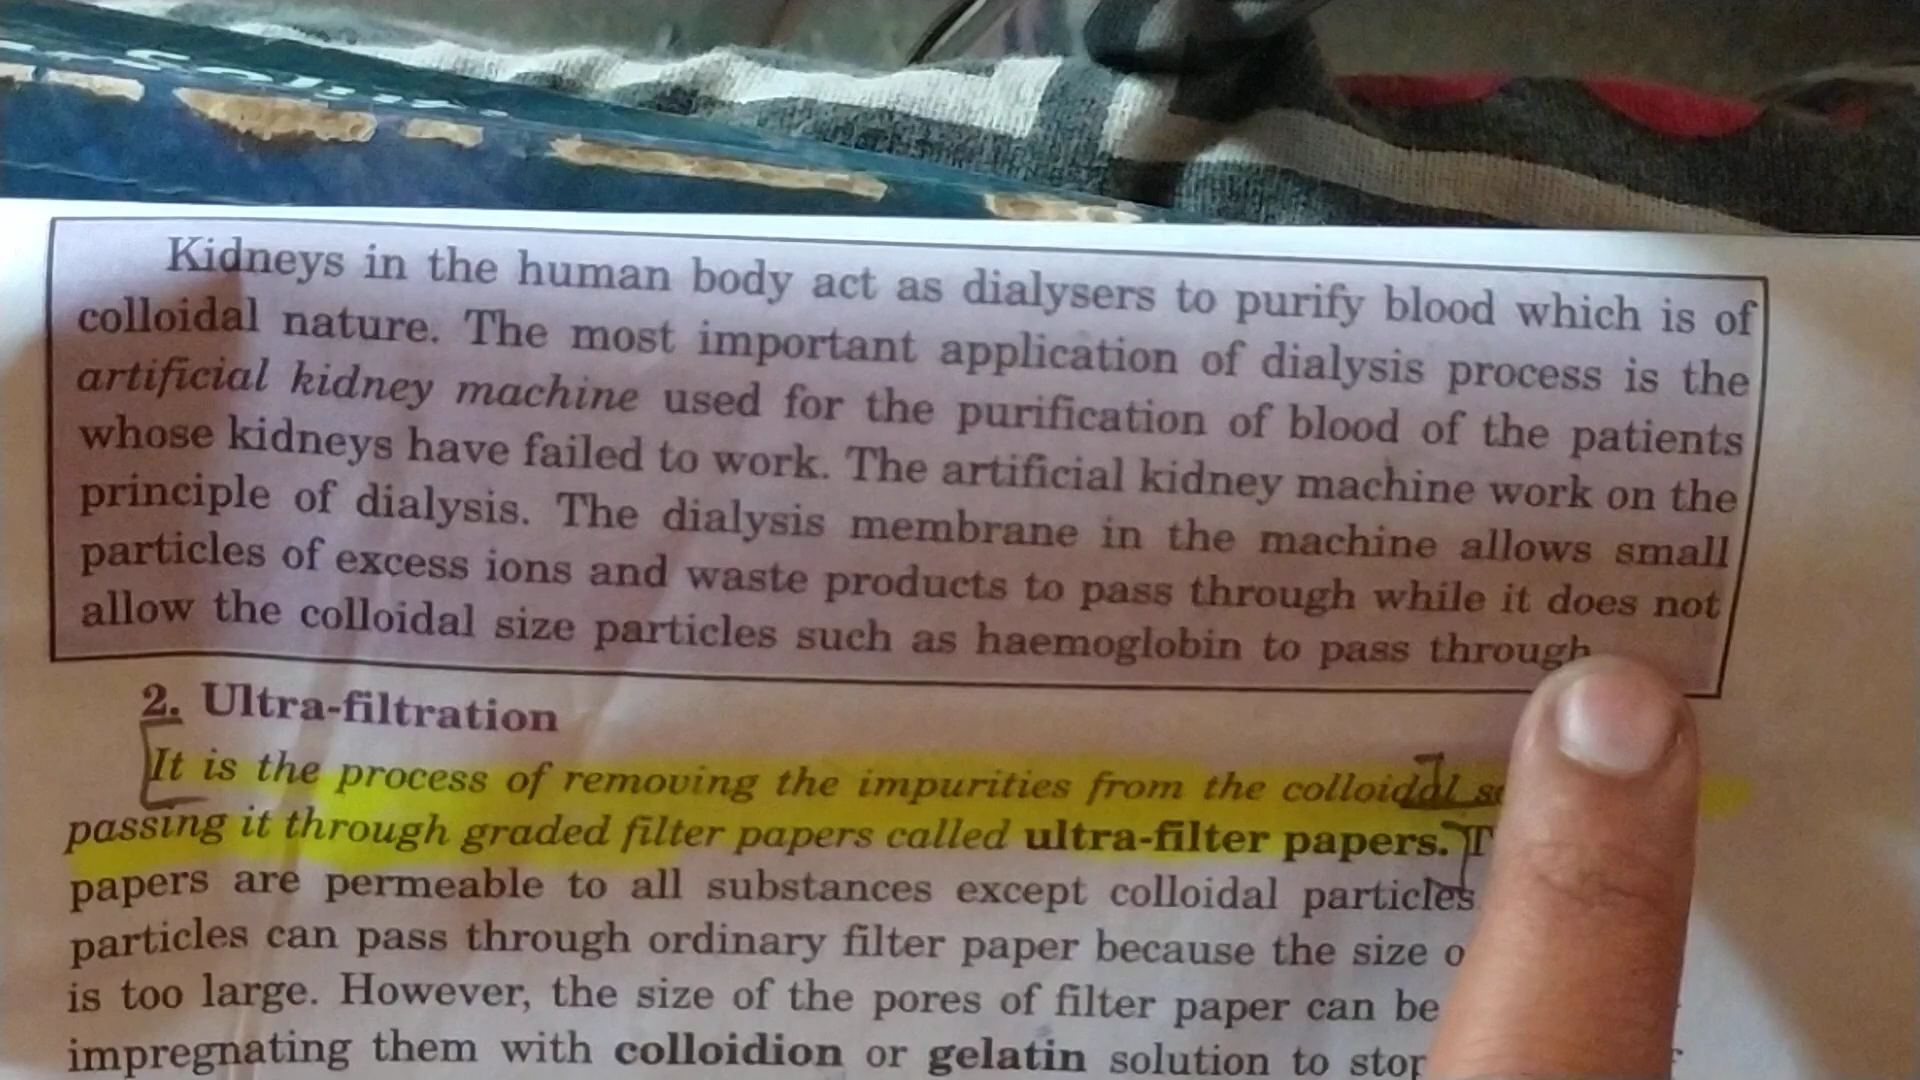 Kidneys in the human body act as dialysers to purify blood which is of
colloidal nature. The most important application of dialysis process is the
artificial kidney machine used for the purification of blood of the patients
whose kidneys have failed to work. The artificial kidney machine work on the
principle of dialysis. The dialysis membrane in the machine allows small
particles of excess ions and waste products to pass through while it does not
allow the colloidal size particles such as haemoglobin to pass through
2. Ultra-filtration
It is the process of removing the impurities from the colloidal
passing it through graded filter papers called ultra-filter papers.
papers are permeable to all substances except colloidal particles
particles can pass through ordinary filter paper because the size
is too large. However, the size of the pores of filter paper can be
impregnating them with colloidion or gelatin solution to stop